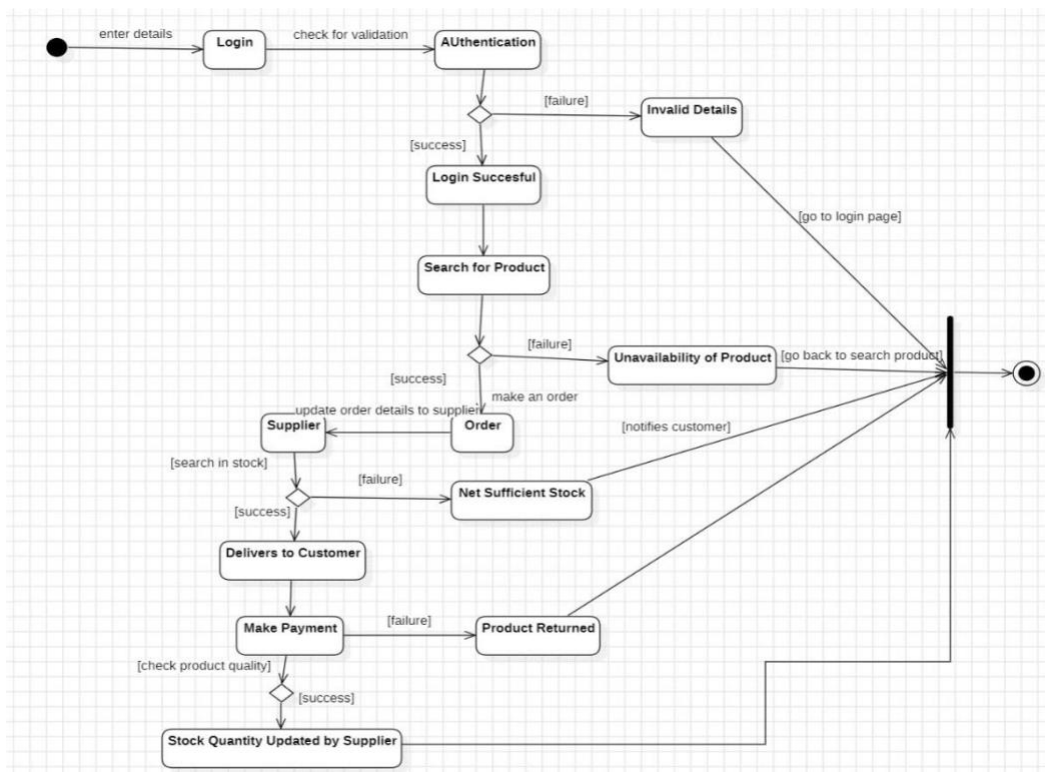 enter details
Login
check for validation
AUthentication
[failure]
Invalid Details
[success]
Login Succesful
[go to login page]
Search for Product
[failure]
Unavailability of Product
[go back to search product]
[success]
make an order
update order details to supplier
Supplier
Order
[notifies customer]
[search in stock]
[failure]
Net Sufficient Stock
[success]
Delivers to Customer
Make Payment
[failure]
Product Returned
[check product quality]
[success]
Stock Quantity Updated by Supplier